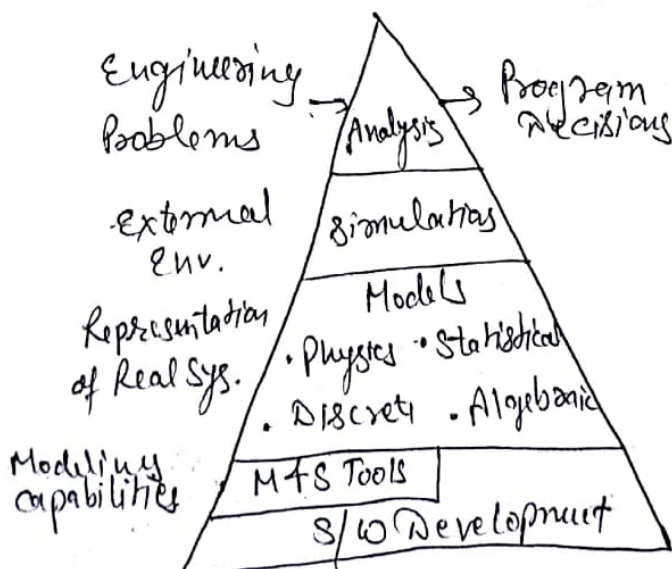 Engineering
Problems
Analysis
Program
Decisions
External
Env.
Simulations
Representation
of Real Sys.
Models
• Physics • Statistical
• Discrete • Algebraic
Modeling
capabilities
M+S Tools
S/W Development